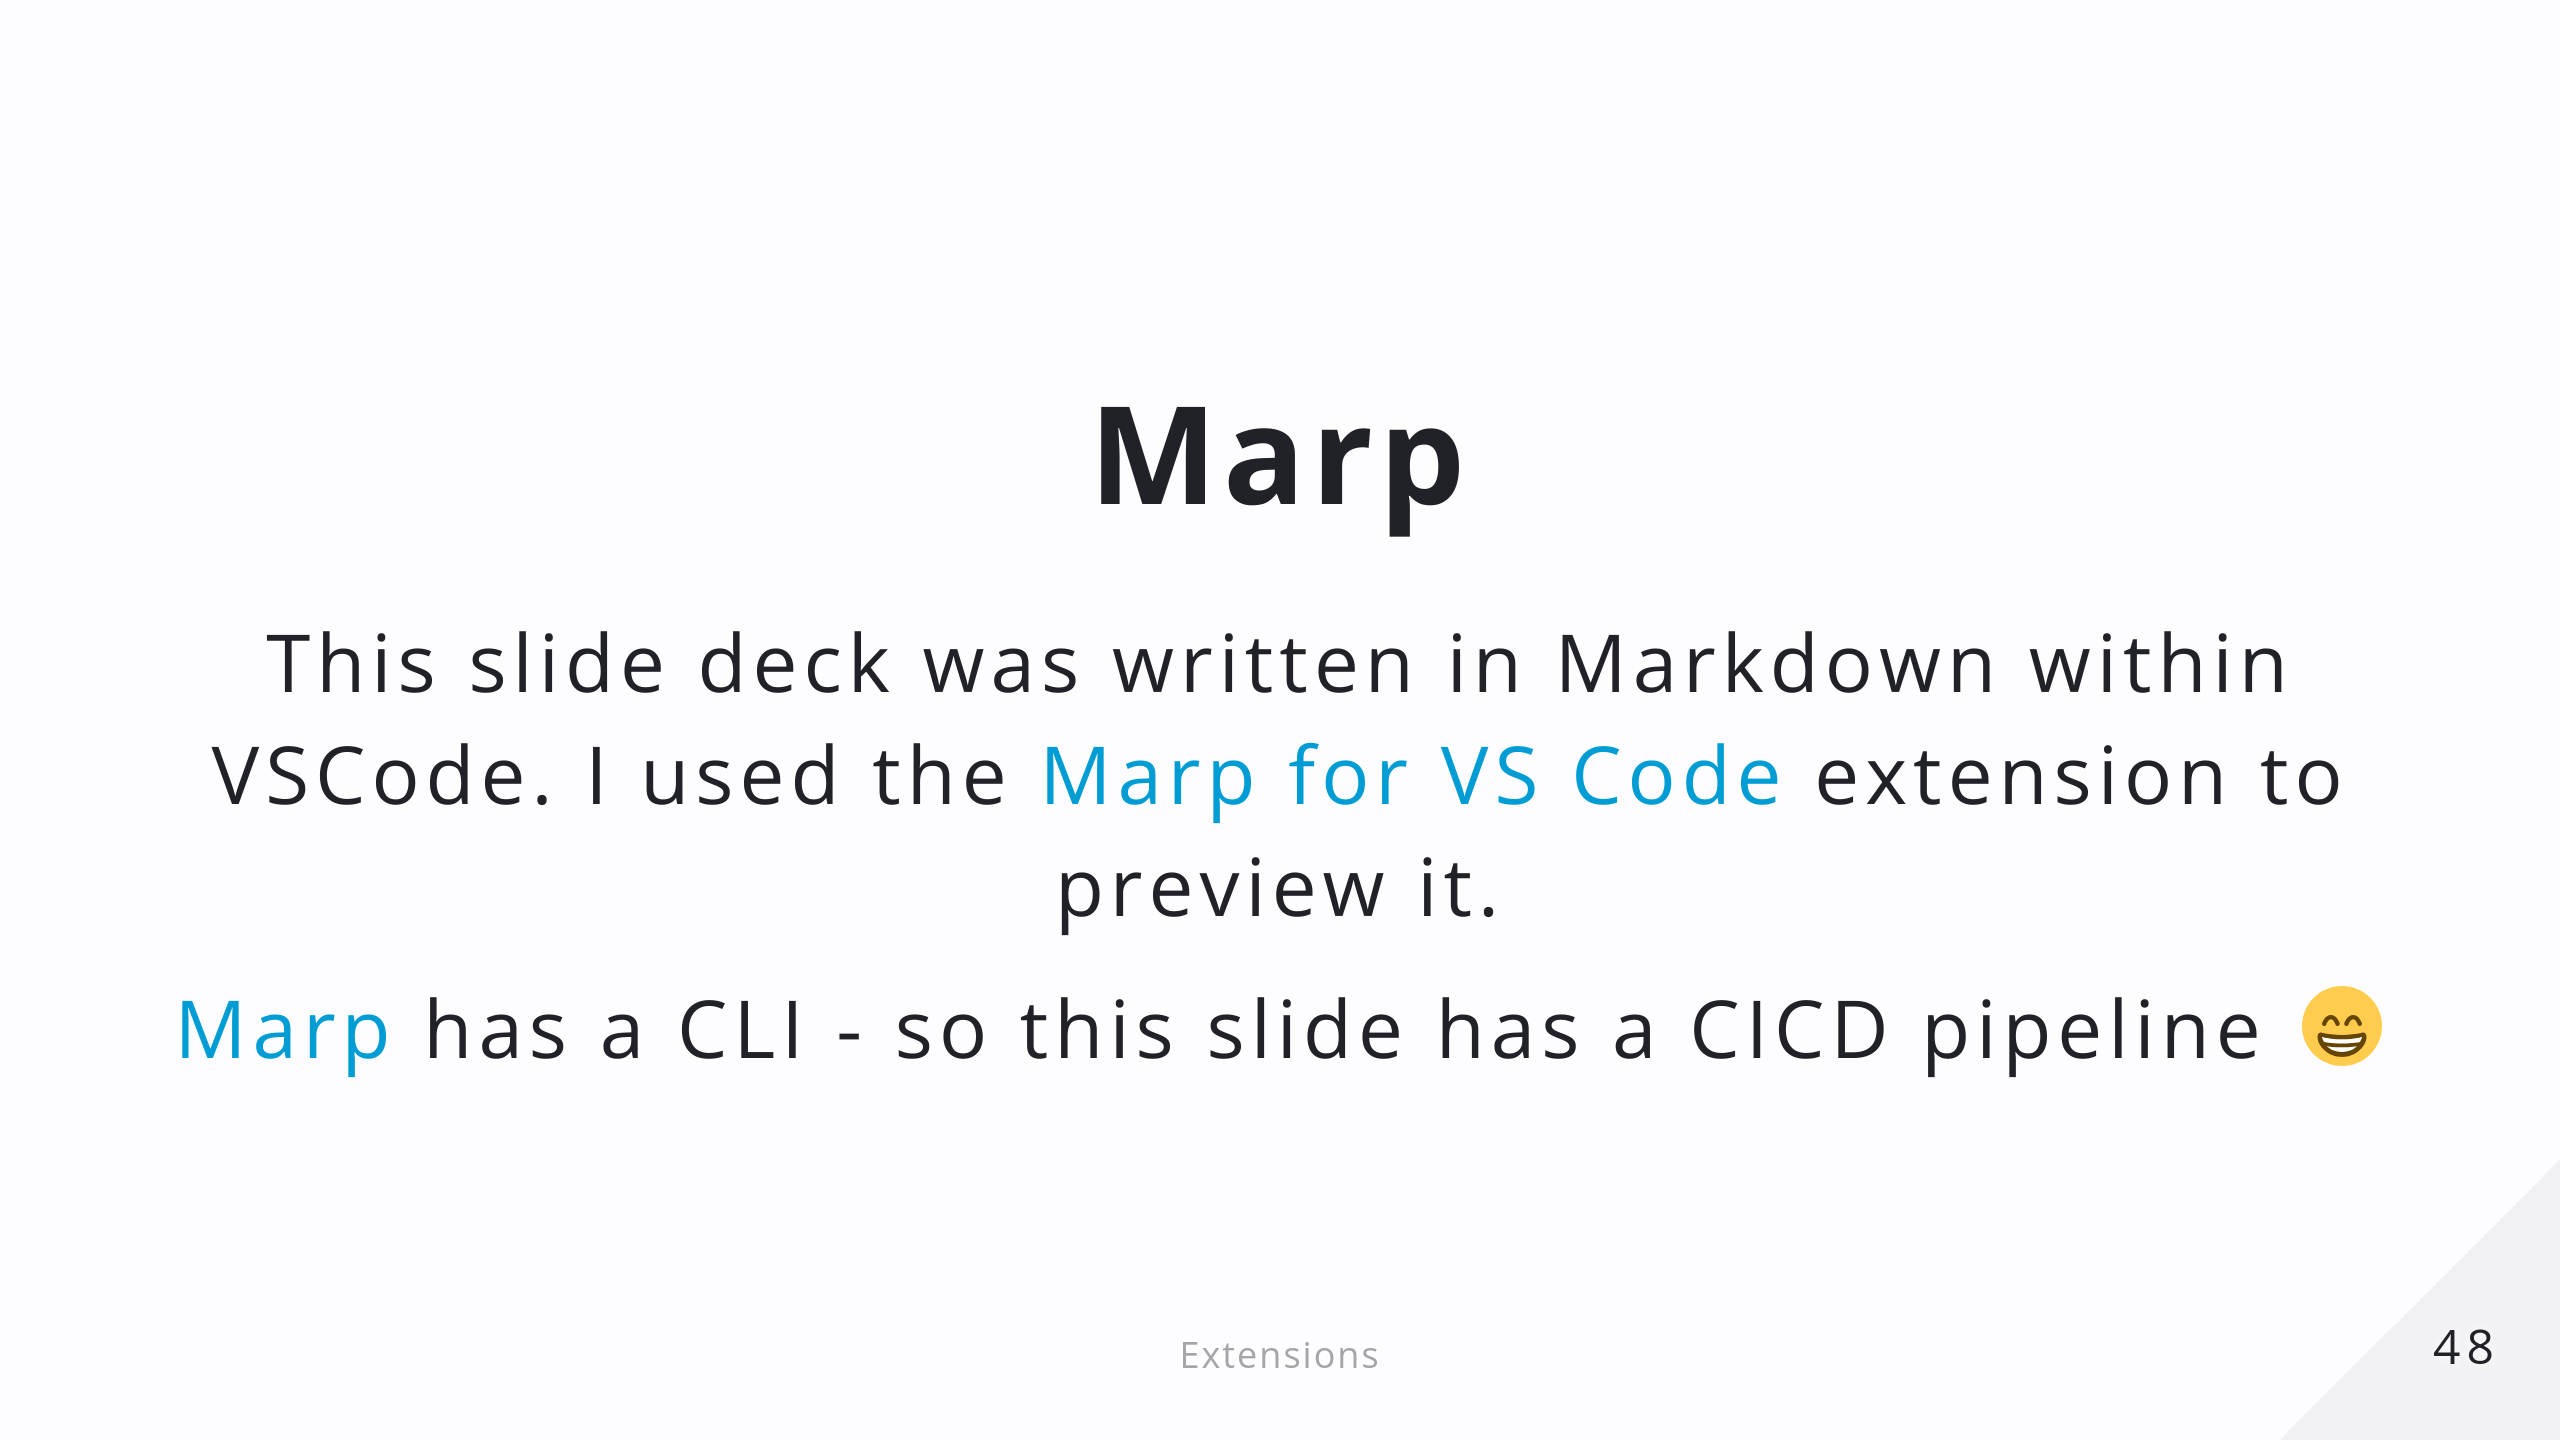 Marp
This slide deck was written in Markdown within
VSCode. I used the Marp for VS Code extension to
preview it.
Marp has a CLI - so this slide has a CICD pipeline 😁
Extensions
48